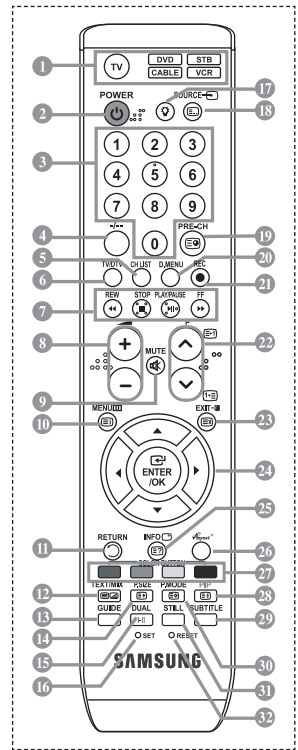 1 TV DVD STB
CABLE VCR
POWER 17 SOURCE
2 18
3 1 2 3
4 5 6
7 8 9
4 -/-- 0 PRE-CH 19
5 TV/DTV CH LIST D.MENU REC 20
6 21
7 REW STOP PLAY/PAUSE FF
8 + P 22
9 MUTE
−
10 MENU EXIT 23
ENTER
/OK 24
25
11 RETURN INFO 26
27
12 TEXT/MIX P.SIZE P.MODE PIP 28
13 GUIDE DUAL STILL SUBTITLE 29
14 I-II 30
15 SET RESET 31
16 SAMSUNG 32